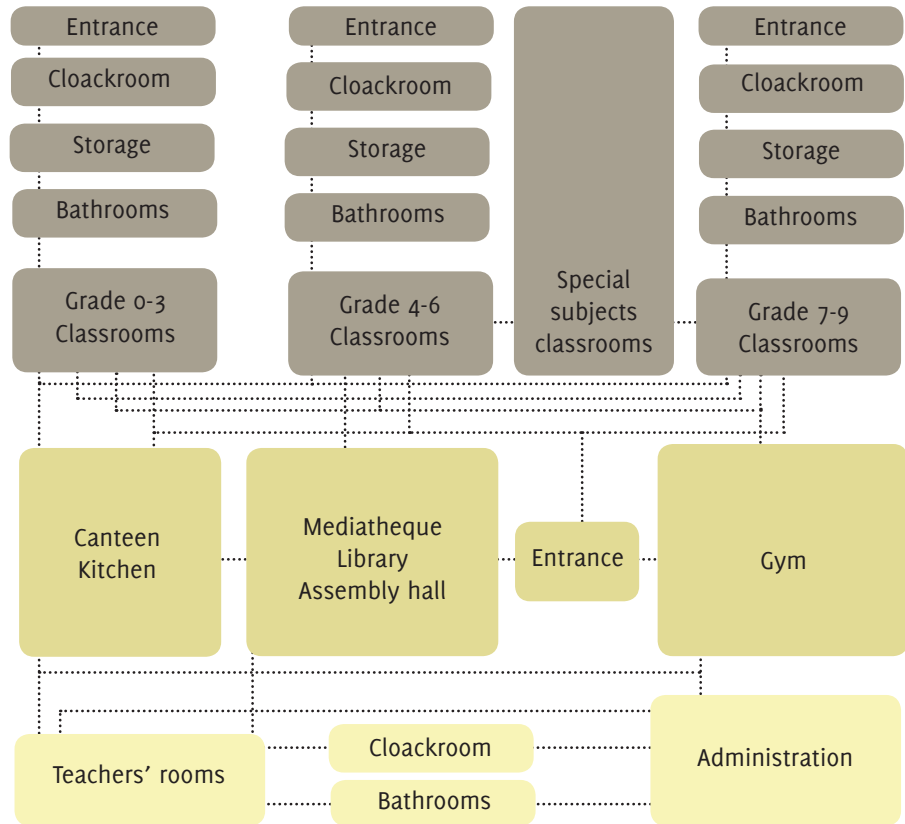 Entrance
Cloackroom
Storage
Bathrooms
Grade 0-3
Classrooms
Entrance
Cloackroom
Storage
Bathrooms
Grade 4-6
Classrooms
Special
subjects
classrooms
Entrance
Cloackroom
Storage
Bathrooms
Grade 7-9
Classrooms
Canteen
Kitchen
Mediatheque
Library
Assembly hall
Entrance
Gym
Teachers’ rooms
Cloackroom
Bathrooms
Administration